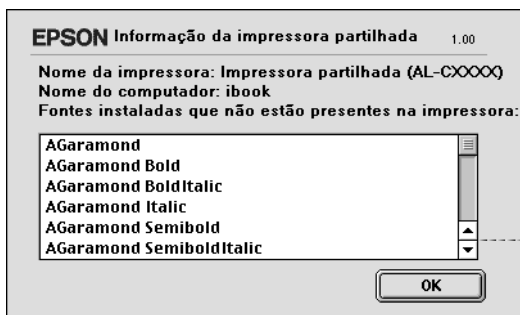 EPSON Informação da impressora partilhada 1.00
Nome da impressora: Impressora partilhada (AL-CXXXX)
Nome do computador: ibook
Fontes instaladas que não estão presentes na impressora:
AGaramond
AGaramond Bold
AGaramond BoldItalic
AGaramond Italic
AGaramond Semibold
AGaramond SemiboldItalic
OK